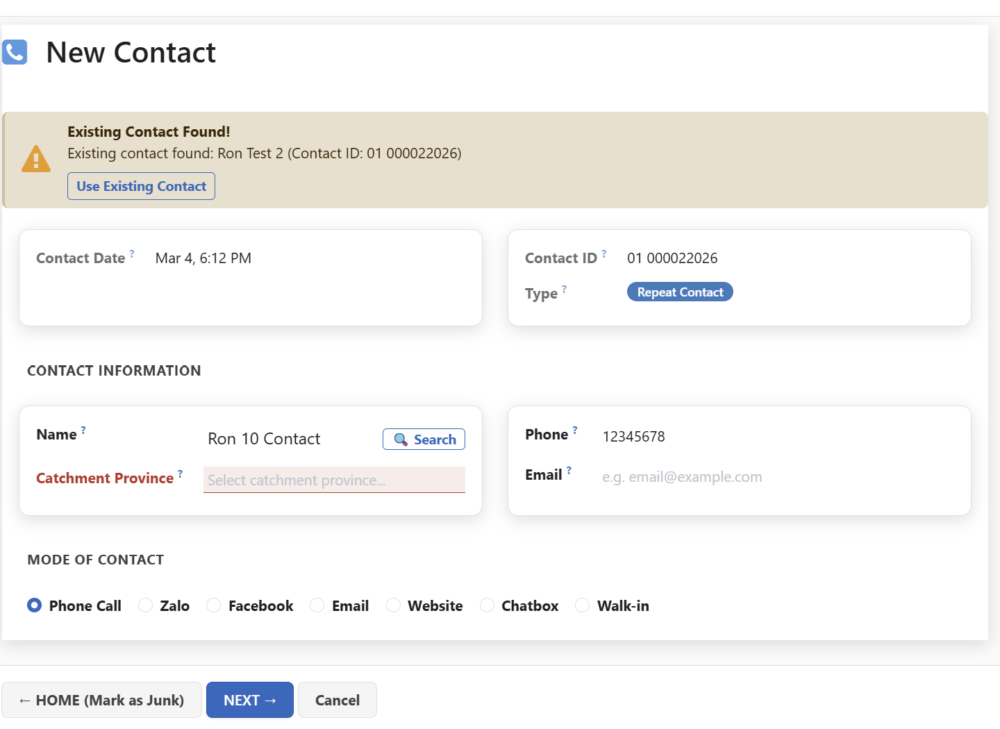 New Contact
Existing Contact Found!
Existing contact found: Ron Test 2 (Contact ID: 01 000022026)
Use Existing Contact
Contact Date ? Mar 4, 6:12 PM
Contact ID ? 01 000022026
Type ? Repeat Contact
CONTACT INFORMATION
Name ? Ron 10 Contact Search
Catchment Province ? Select catchment province...
Phone ? 12345678
Email ? e.g. email@example.com
MODE OF CONTACT
Phone Call Zalo Facebook Email Website Chatbox Walk-in
← HOME (Mark as Junk) NEXT → Cancel